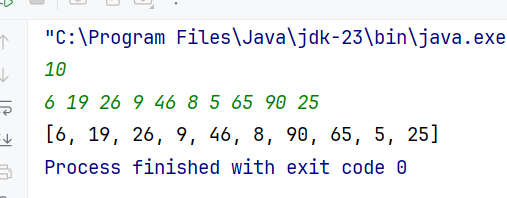 "C:\Program Files\Java\jdk-23\bin\java.exe
10
6 19 26 9 46 8 5 65 90 25
[6, 19, 26, 9, 46, 8, 90, 65, 5, 25]
Process finished with exit code 0